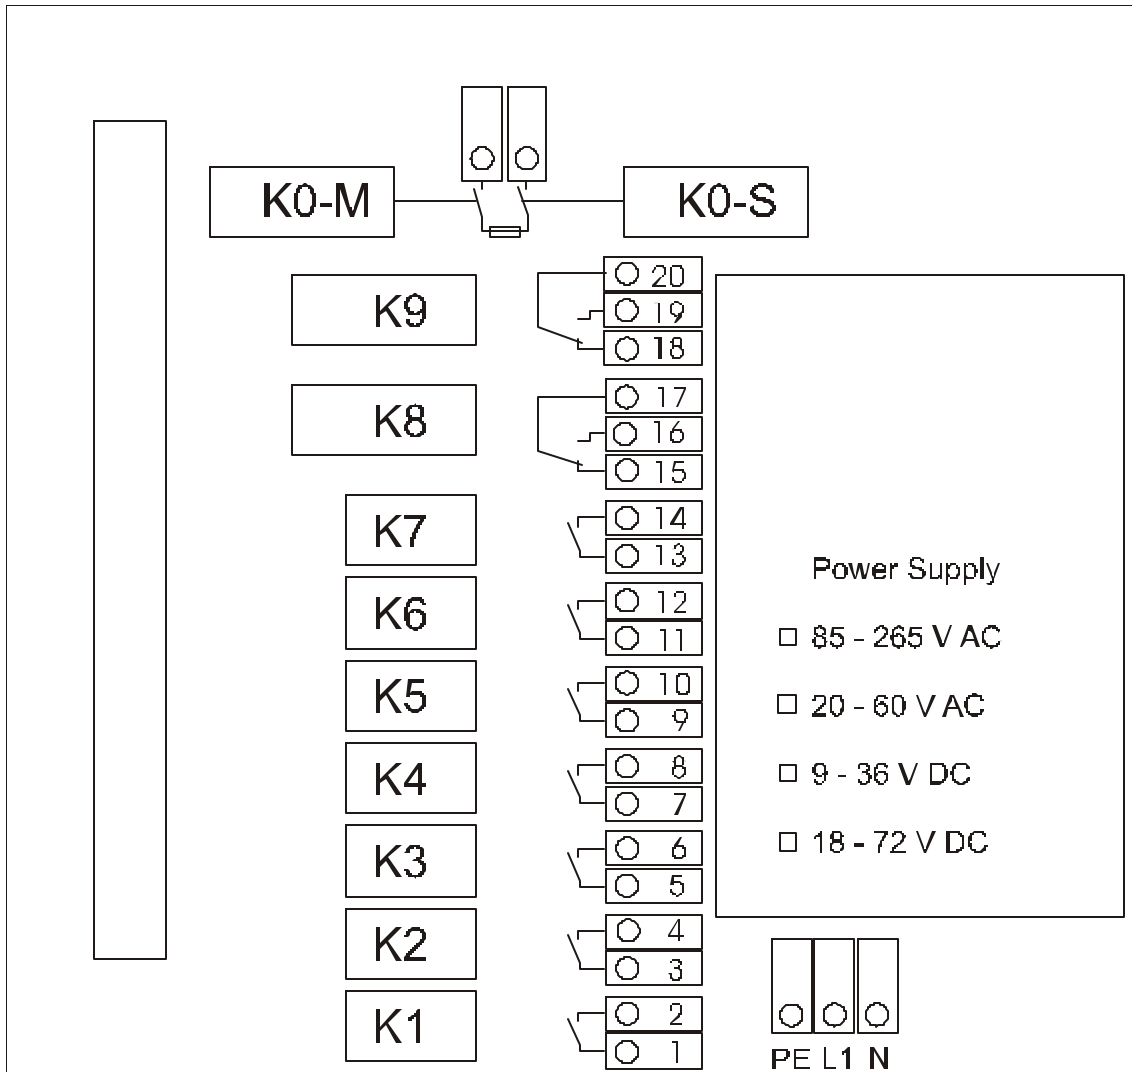 K0-M
K0-S
K9
20
19
18
K8
17
16
15
K7
14
13
K6
12
11
K5
10
9
K4
8
7
K3
6
5
K2
4
3
K1
2
1
Power Supply
85 - 265 V AC
20 - 60 V AC
9 - 36 V DC
18 - 72 V DC
PE L1 N